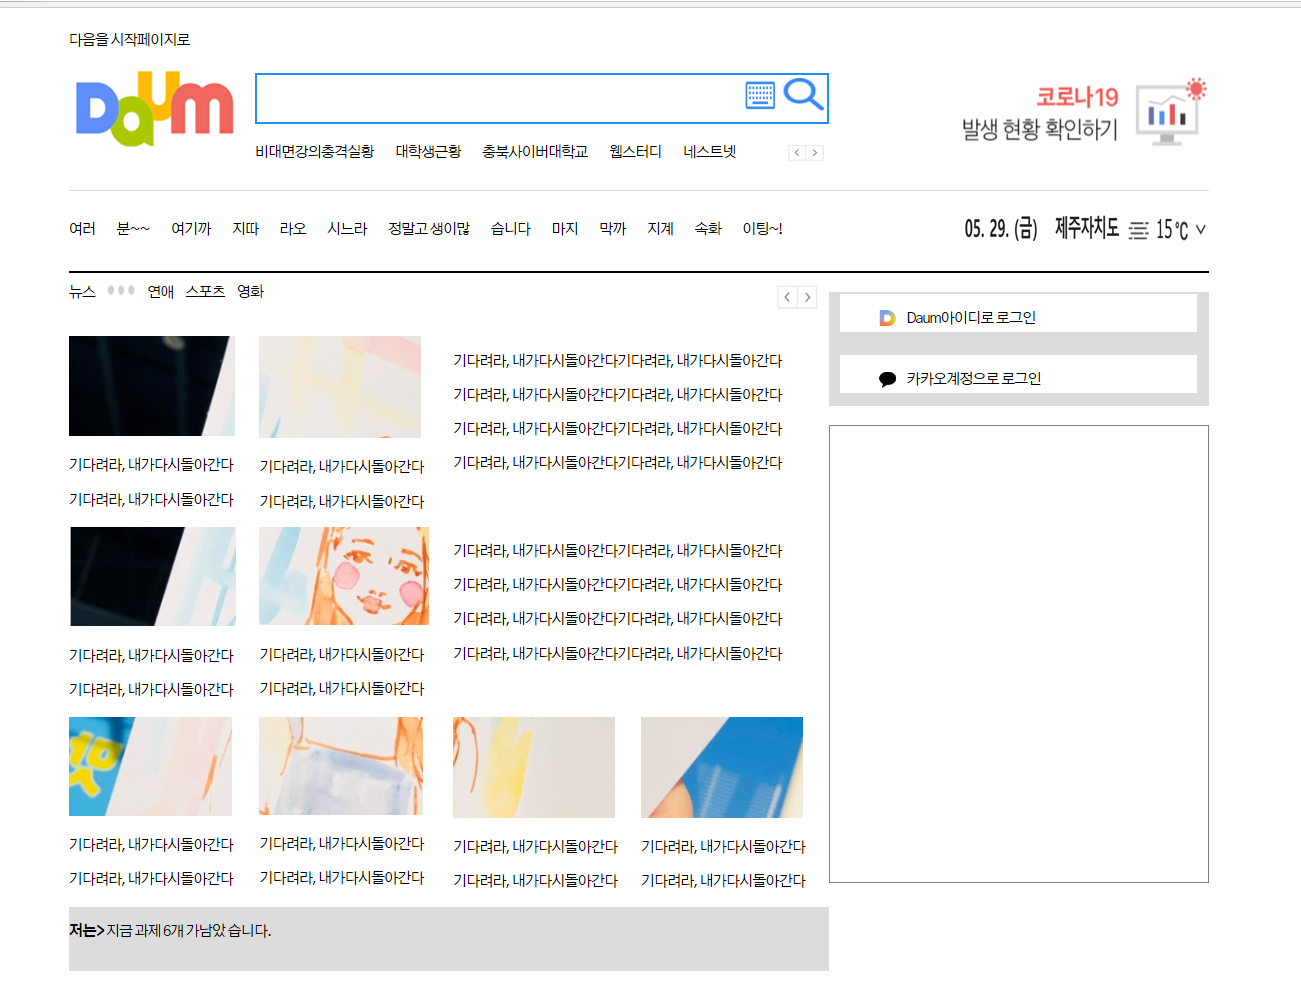 다음을 시작페이지로
Daum
코로나19
발생 현황 확인하기
비대면강의충격실황 대학생근황 충북사이버대학교 웹스터디 네스트넷
여러 분~~ 여기까 지따 라오 시느라 정말고 생이많 습니다 마지 막까 지계 속화 이팅~!
05. 29. (금) 제주자치도 15℃
뉴스 연애 스포츠 영화
Daum아이디로 로그인
카카오계정으로 로그인
기다려라, 내가다시돌아간다
기다려라, 내가다시돌아간다
기다려라, 내가다시돌아간다
기다려라, 내가다시돌아간다
기다려라, 내가다시돌아간다기다려라, 내가다시돌아간다
기다려라, 내가다시돌아간다기다려라, 내가다시돌아간다
기다려라, 내가다시돌아간다기다려라, 내가다시돌아간다
기다려라, 내가다시돌아간다기다려라, 내가다시돌아간다
기다려라, 내가다시돌아간다
기다려라, 내가다시돌아간다
기다려라, 내가다시돌아간다
기다려라, 내가다시돌아간다
기다려라, 내가다시돌아간다기다려라, 내가다시돌아간다
기다려라, 내가다시돌아간다기다려라, 내가다시돌아간다
기다려라, 내가다시돌아간다기다려라, 내가다시돌아간다
기다려라, 내가다시돌아간다기다려라, 내가다시돌아간다
기다려라, 내가다시돌아간다
기다려라, 내가다시돌아간다
기다려라, 내가다시돌아간다
기다려라, 내가다시돌아간다
기다려라, 내가다시돌아간다
기다려라, 내가다시돌아간다
기다려라, 내가다시돌아간다
기다려라, 내가다시돌아간다
저는> 지금 과제 6개 가남았 습니다.